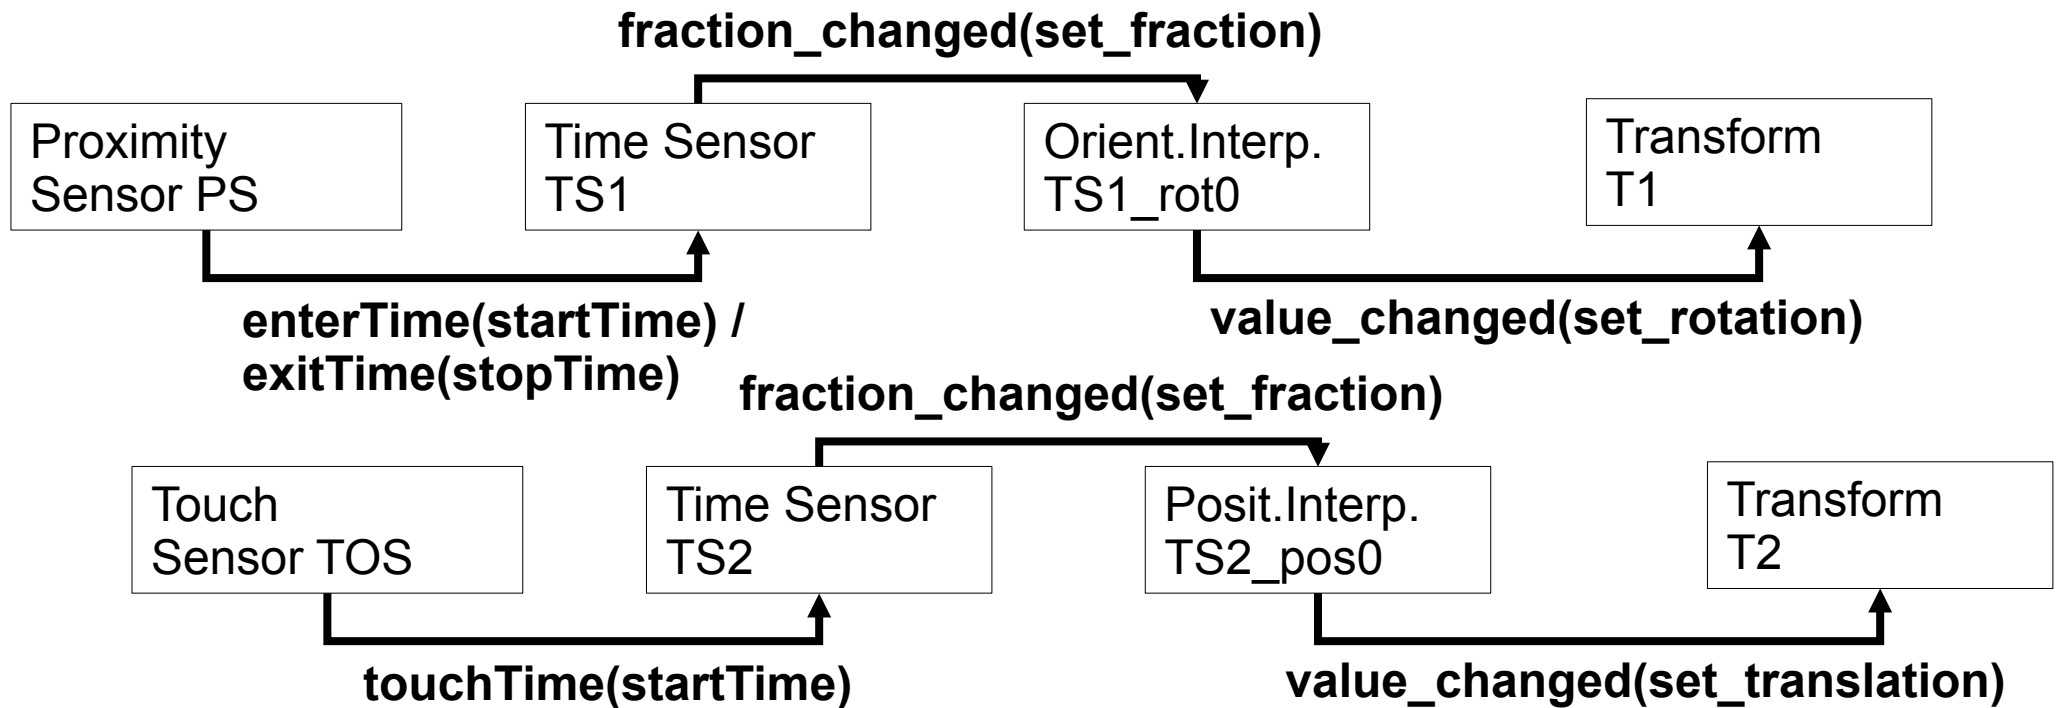 fraction_changed(set_fraction)
Proximity
Sensor PS
Time Sensor
TS1
Orient.Interp.
TS1_rot0
Transform
T1
enterTime(startTime) /
exitTime(stopTime)
value_changed(set_rotation)
fraction_changed(set_fraction)
Touch
Sensor TOS
Time Sensor
TS2
Posit.Interp.
TS2_pos0
Transform
T2
touchTime(startTime)
value_changed(set_translation)